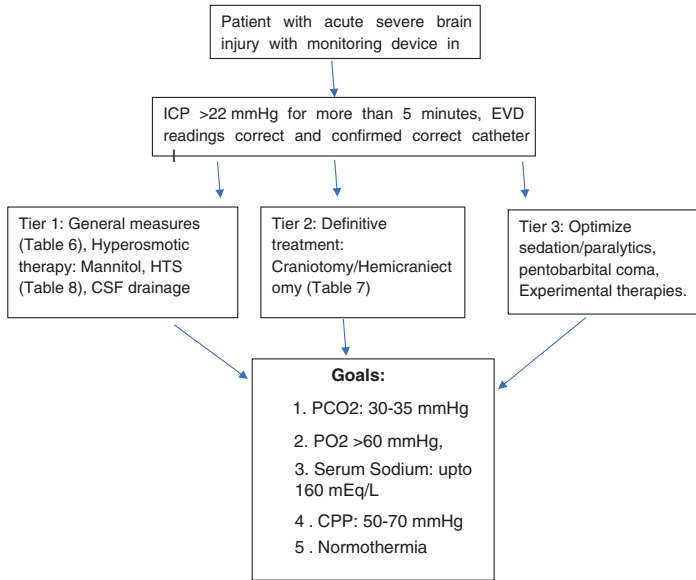 Patient with acute severe brain
injury with monitoring device in
ICP >22 mmHg for more than 5 minutes, EVD
readings correct and confirmed correct catheter
Tier 1: General measures
(Table 6), Hyperosmotic
therapy: Mannitol, HTS
(Table 8), CSF drainage
Tier 2: Definitive
treatment:
Craniotomy/Hemicraniect
omy (Table 7)
Tier 3: Optimize
sedation/paralytics,
pentobarbital coma,
Experimental therapies.
Goals:
1. PCO2: 30-35 mmHg
2. PO2 >60 mmHg,
3. Serum Sodium: upto
160 mEq/L
4 . CPP: 50-70 mmHg
5 . Normothermia